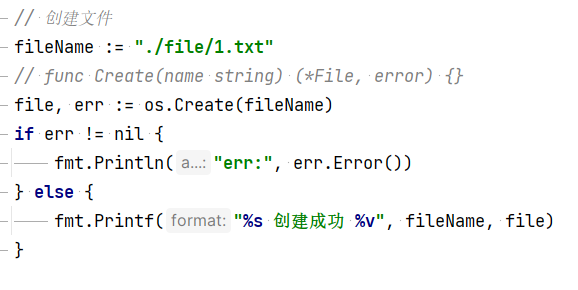 // 创建文件
fileName := "./file/1.txt"
// func Create(name string) (*File, error) {}
file, err := os.Create(fileName)
if err != nil {
fmt.Println( a...: "err:", err.Error())
} else {
fmt.Printf( format: "%s 创建成功 %v", fileName, file)
}